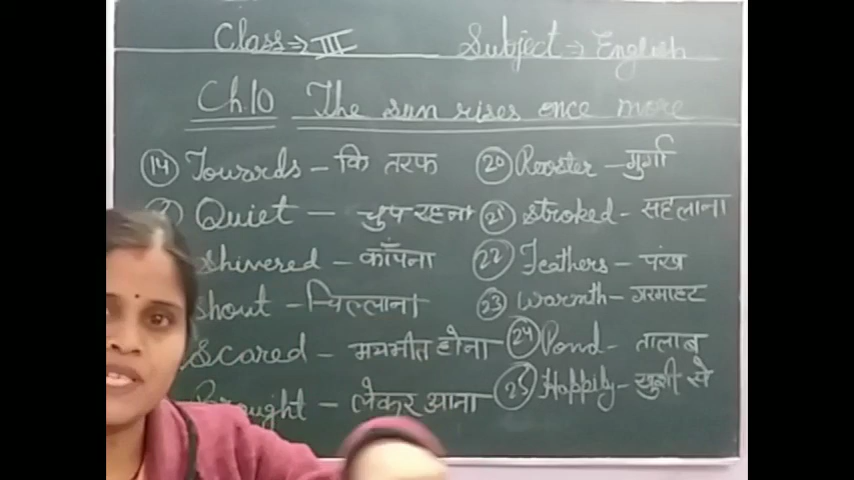 Class ⇒ III Subject ⇒ English
Ch.10 The sun rises once more
14 Towards - कि तरफ
Quiet - चुप रहना
shivered - काँपना
shout - चिल्लाना
Scared - भयभीत होना
Brought - लेकर आना
20 Rooster - मुर्गा
21 Stroked - सहलाना
22 Feathers - पंख
23 Warmth - गरमाहट
24 Pond - तालाब
25 Happily - खुशी से